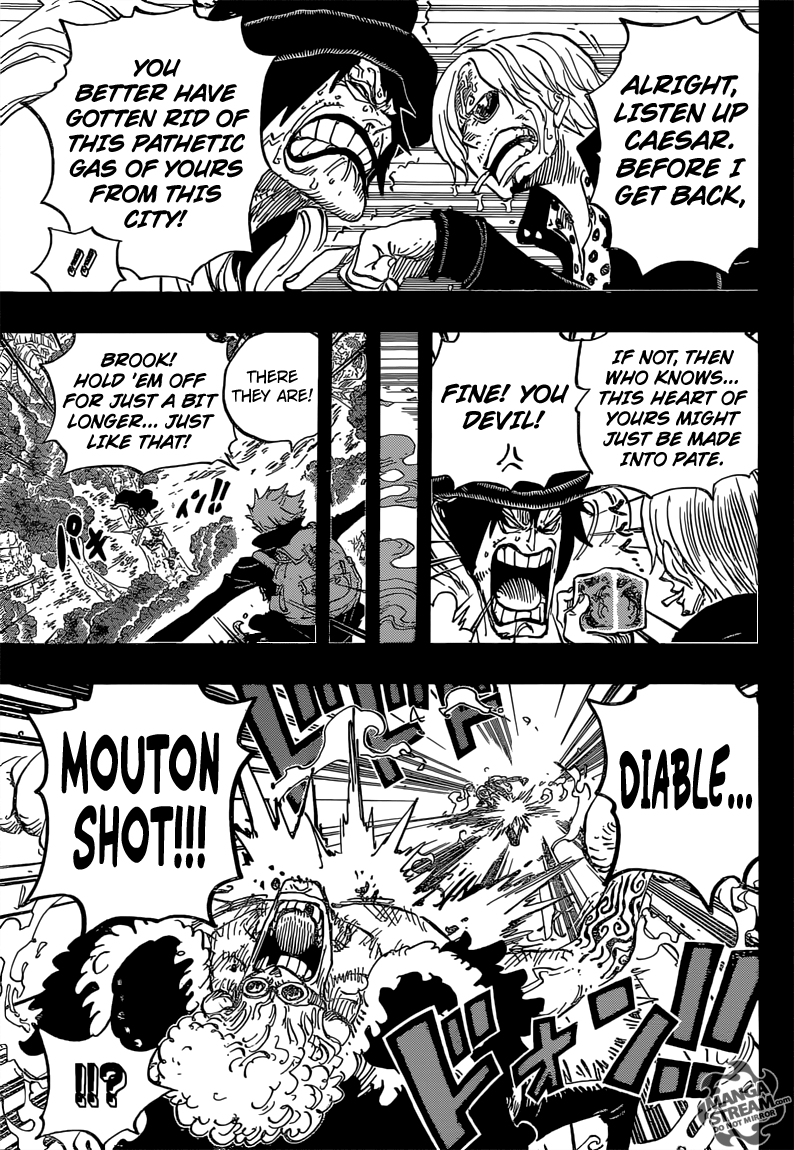 ALRIGHT,
LISTEN UP
CAESAR.
BEFORE I
GET BACK,
YOU
BETTER HAVE
GOTTEN RID OF
THIS PATHETIC
GAS OF YOURS
FROM THIS
CITY!
!!
IF NOT, THEN
WHO KNOWS...
THIS HEART OF
YOURS MIGHT
JUST BE MADE
INTO PATE.
FINE! YOU
DEVIL!
THERE
THEY ARE!
BROOK!
HOLD 'EM OFF
FOR JUST A BIT
LONGER... JUST
LIKE THAT!
DIABLE...
MOUTON
SHOT!!!
!!?
ドォン!!
MANGA
STREAM.com
DO NOT MIRROR